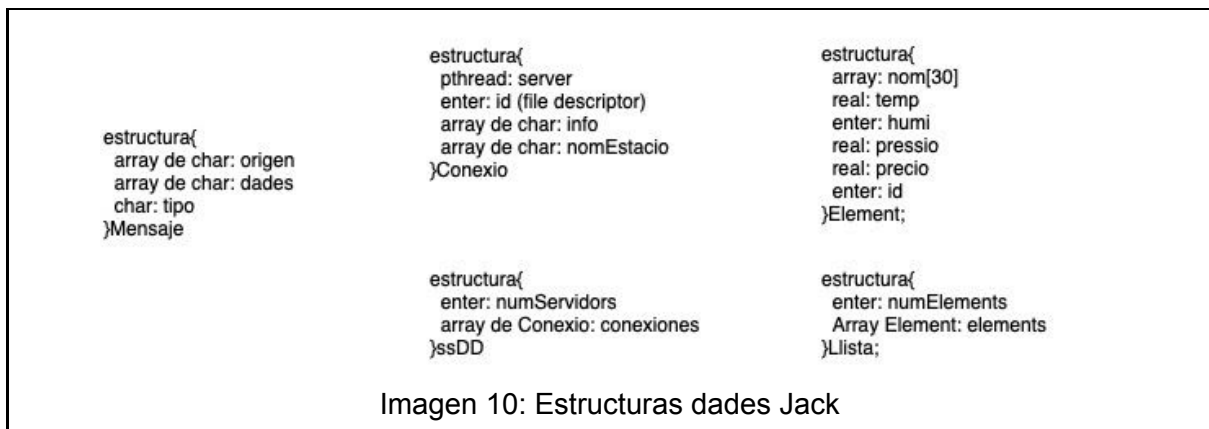 estructura{
array de char: origen
array de char: dades
char: tipo
}Mensaje
estructura{
pthread: server
enter: id (file descriptor)
array de char: info
array de char: nomEstacio
}Conexio
estructura{
array: nom[30]
real: temp
enter: humi
real: pressio
real: precio
enter: id
}Element;
estructura{
enter: numServidors
array de Conexio: conexiones
}ssDD
estructura{
enter: numElements
Array Element: elements
}Llista;
Imagen 10: Estructuras dades Jack